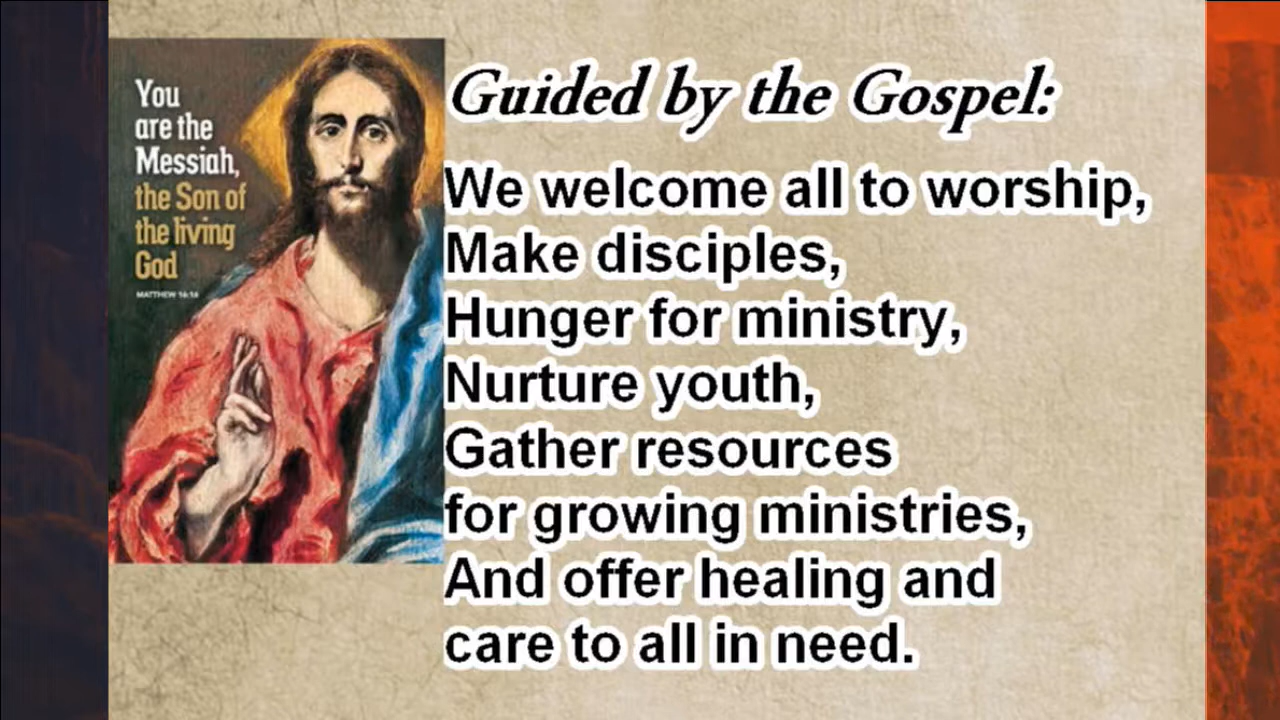 You
are the
Messiah,
the Son of
the living
God
MATTHEW 16:16
Guided by the Gospel:
We welcome all to worship,
Make disciples,
Hunger for ministry,
Nurture youth,
Gather resources
for growing ministries,
And offer healing and
care to all in need.